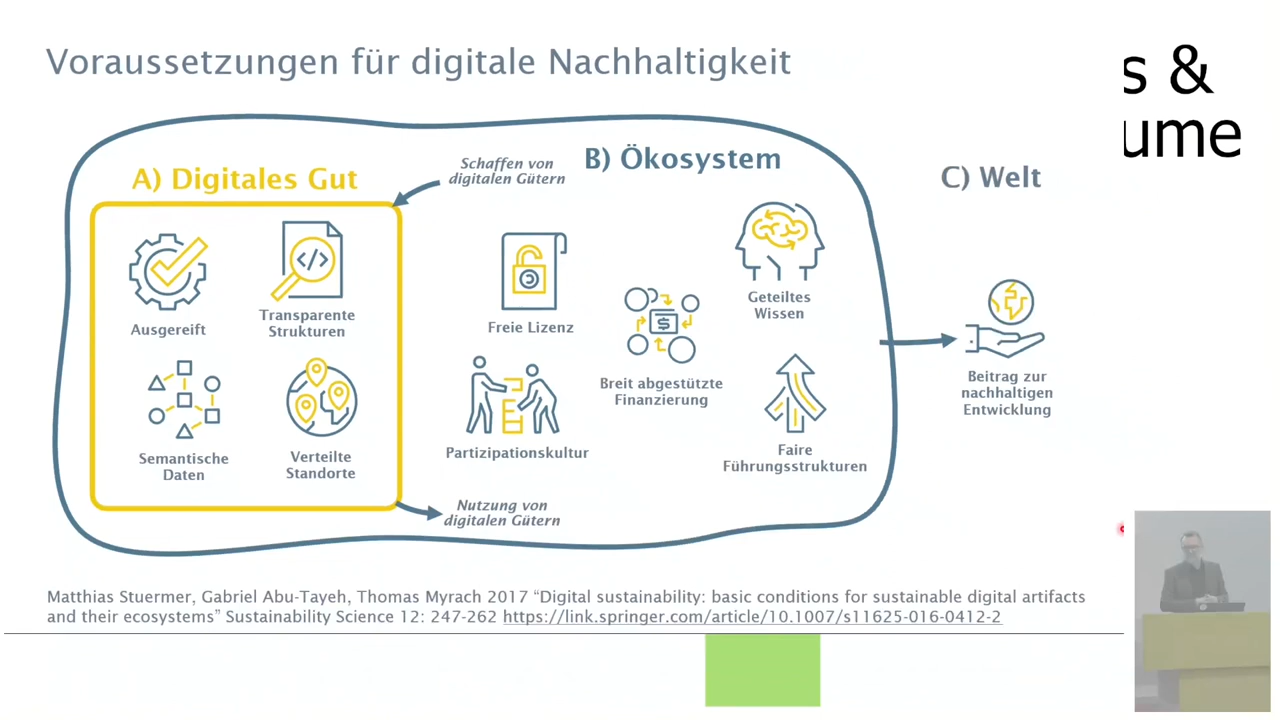 Voraussetzungen für digitale Nachhaltigkeit
s &
ume
A) Digitales Gut
Schaffen von
digitalen Gütern
B) Ökosystem
C) Welt
Ausgereift
Transparente
Strukturen
Semantische
Daten
Verteilte
Standorte
Freie Lizenz
Partizipationskultur
Breit abgestützte
Finanzierung
Geteiltes
Wissen
Faire
Führungsstrukturen
Nutzung von
digitalen Gütern
Beitrag zur
nachhaltigen
Entwicklung
Matthias Stuermer, Gabriel Abu-Tayeh, Thomas Myrach 2017 “Digital sustainability: basic conditions for sustainable digital artifacts
and their ecosystems” Sustainability Science 12: 247-262 https://link.springer.com/article/10.1007/s11625-016-0412-2